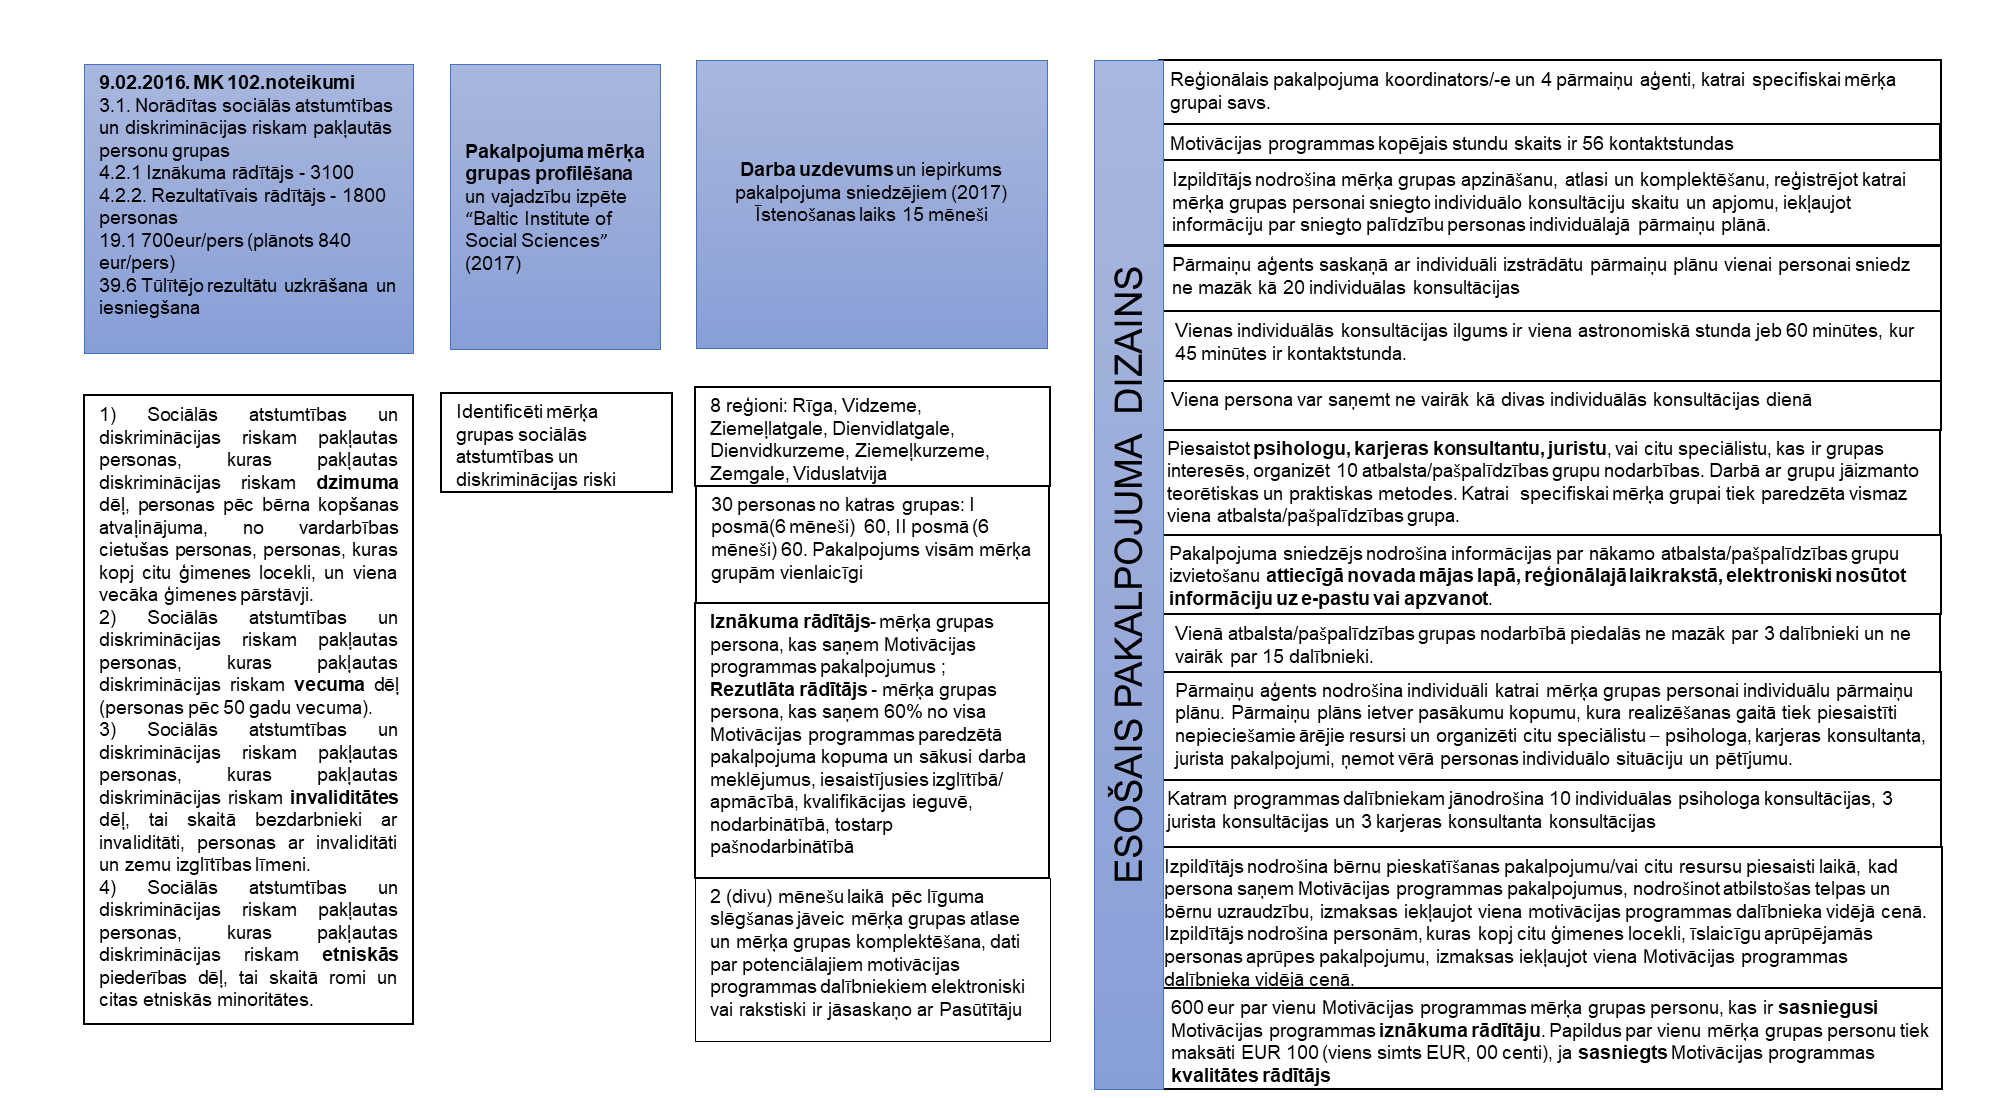 9.02.2016. MK 102.noteikumi
3.1. Norādītas sociālās atstumtības
un diskriminācijas riskam pakļautās
personu grupas
4.2.1 Iznākuma rādītājs - 3100
4.2.2. Rezultatīvais rādītājs - 1800
personas
19.1 700eur/pers (plānots 840
eur/pers)
39.6 Tūlītējo rezultātu uzkrāšana un
iesniegšana
1) Sociālās atstumtības un
diskriminācijas riskam pakļautas
personas, kuras pakļautas
diskriminācijas riskam dzimuma
dēļ, personas pēc bērna kopšanas
atvaļinājuma, no vardarbības
cietušas personas, personas, kuras
kopj citu ģimenes locekli, un viena
vecāka ģimenes pārstāvji.
2) Sociālās atstumtības un
diskriminācijas riskam pakļautas
personas, kuras pakļautas
diskriminācijas riskam vecuma dēļ
(personas pēc 50 gadu vecuma).
3) Sociālās atstumtības un
diskriminācijas riskam pakļautas
personas, kuras pakļautas
diskriminācijas riskam invaliditātes
dēļ, tai skaitā bezdarbnieki ar
invaliditāti, personas ar invaliditāti
un zemu izglītības līmeni.
4) Sociālās atstumtības un
diskriminācijas riskam pakļautas
personas, kuras pakļautas
diskriminācijas riskam etniskās
piederības dēļ, tai skaitā romi un
citas etniskās minoritātes.
Pakalpojuma mērķa
grupas profilēšana
un vajadzību izpēte
“Baltic Institute of
Social Sciences”
(2017)
Identificēti mērķa
grupas sociālās
atstumtības un
diskriminācijas riski
Darba uzdevums un iepirkums
pakalpojuma sniedzējiem (2017)
Īstenošanas laiks 15 mēneši
8 reģioni: Rīga, Vidzeme,
Ziemeļlatgale, Dienvidlatgale,
Dienvidkurzeme, Ziemeļkurzeme,
Zemgale, Viduslatvija
30 personas no katras grupas: I
posmā(6 mēneši) 60, II posmā (6
mēneši) 60. Pakalpojums visām mērķa
grupām vienlaicīgi
Iznākuma rādītājs- mērķa grupas
persona, kas saņem Motivācijas
programmas pakalpojumus ;
Rezutlāta rādītājs - mērķa grupas
persona, kas saņem 60% no visa
Motivācijas programmas paredzētā
pakalpojuma kopuma un sākusi darba
meklējumus, iesaistījusies izglītībā/
apmācībā, kvalifikācijas ieguvē,
nodarbinātībā, tostarp
pašnodarbinātībā
2 (divu) mēnešu laikā pēc līguma
slēgšanas jāveic mērķa grupas atlase
un mērķa grupas komplektēšana, dati
par potenciālajiem motivācijas
programmas dalībniekiem elektroniski
vai rakstiski ir jāsaskaņo ar Pasūtītāju
ESOŠAIS PAKALPOJUMA DIZAINS
Reģionālais pakalpojuma koordinators/-e un 4 pārmaiņu aģenti, katrai specifiskai mērķa
grupai savs.
Motivācijas programmas kopējais stundu skaits ir 56 kontaktstundas
Izpildītājs nodrošina mērķa grupas apzināšanu, atlasi un komplektēšanu, reģistrējot katrai
mērķa grupas personai sniegto individuālo konsultāciju skaitu un apjomu, iekļaujot
informāciju par sniegto palīdzību personas individuālajā pārmaiņu plānā.
Pārmaiņu aģents saskaņā ar individuāli izstrādātu pārmaiņu plānu vienai personai sniedz
ne mazāk kā 20 individuālas konsultācijas
Vienas individuālās konsultācijas ilgums ir viena astronomiskā stunda jeb 60 minūtes, kur
45 minūtes ir kontaktstunda.
Viena persona var saņemt ne vairāk kā divas individuālās konsultācijas dienā
Piesaistot psihologu, karjeras konsultantu, juristu, vai citu speciālistu, kas ir grupas
interesēs, organizēt 10 atbalsta/pašpalīdzības grupu nodarbības. Darbā ar grupu jāizmanto
teorētiskas un praktiskas metodes. Katrai specifiskai mērķa grupai tiek paredzēta vismaz
viena atbalsta/pašpalīdzības grupa.
Pakalpojuma sniedzējs nodrošina informācijas par nākamo atbalsta/pašpalīdzības grupu
izvietošanu attiecīgā novada mājas lapā, reģionālajā laikrakstā, elektroniski nosūtot
informāciju uz e-pastu vai apzvanot.
Vienā atbalsta/pašpalīdzības grupas nodarbībā piedalās ne mazāk par 3 dalībnieki un ne
vairāk par 15 dalībnieki.
Pārmaiņu aģents nodrošina individuāli katrai mērķa grupas personai individuālu pārmaiņu
plānu. Pārmaiņu plāns ietver pasākumu kopumu, kura realizēšanas gaitā tiek piesaistīti
nepieciešamie ārējie resursi un organizēti citu speciālistu – psihologa, karjeras konsultanta,
jurista pakalpojumi, ņemot vērā personas individuālo situāciju un pētījumu.
Katram programmas dalībniekam jānodrošina 10 individuālas psihologa konsultācijas, 3
jurista konsultācijas un 3 karjeras konsultanta konsultācijas
Izpildītājs nodrošina bērnu pieskatīšanas pakalpojumu/vai citu resursu piesaisti laikā, kad
persona saņem Motivācijas programmas pakalpojumus, nodrošinot atbilstošas telpas un
bērnu uzraudzību, izmaksas iekļaujot viena motivācijas programmas dalībnieka vidējā cenā.
Izpildītājs nodrošina personām, kuras kopj citu ģimenes locekli, īslaicīgu aprūpējamās
personas aprūpes pakalpojumu, izmaksas iekļaujot viena Motivācijas programmas
dalībnieka vidējā cenā.
600 eur par vienu Motivācijas programmas mērķa grupas personu, kas ir sasniegusi
Motivācijas programmas iznākuma rādītāju. Papildus par vienu mērķa grupas personu tiek
maksāti EUR 100 (viens simts EUR, 00 centi), ja sasniegts Motivācijas programmas
kvalitātes rādītājs